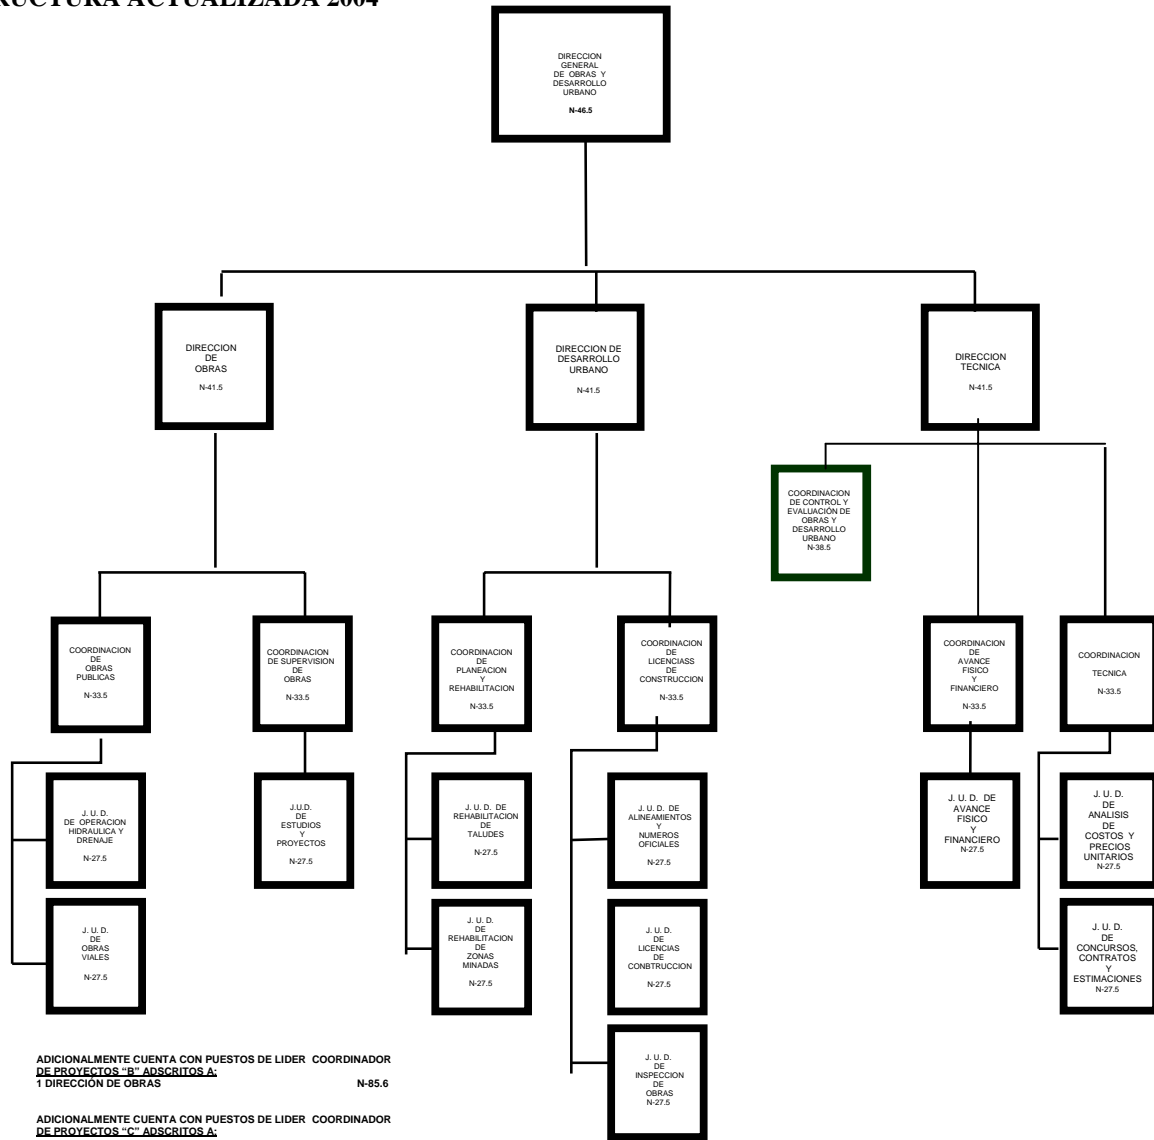 RUCTURA ACTUALIZADA 2004
DIRECCION
GENERAL
DE OBRAS Y
DESARROLLO
URBANO
N-46.5
DIRECCION
DE
OBRAS
N-41.5
DIRECCION DE
DESARROLLO
URBANO
N-41.5
DIRECCION
TECNICA
N-41.5
COORDINACION
DE CONTROL Y
EVALUACIÓN DE
OBRAS Y
DESARROLLO
URBANO
N-38.5
COORDINACION
DE
OBRAS
PUBLICAS
N-33.5
COORDINACION
DE SUPERVISION
DE
OBRAS
N-33.5
COORDINACION
DE
PLANEACION
Y
REHABILITACION
N-33.5
COORDINACION
DE
LICENCIASS
DE
CONSTRUCCION
N-33.5
COORDINACION
DE
AVANCE
FISICO
Y
FINANCIERO
N-33.5
COORDINACION
TECNICA
N-33.5
J. U. D.
DE OPERACION
HIDRAULICA Y
DRENAJE
N-27.5
J.U.D.
DE
ESTUDIOS
Y
PROYECTOS
N-27.5
J. U. D. DE
REHABILITACION
DE
TALUDES
N-27.5
J. U. D. DE
ALINEAMIENTOS
Y
NUMEROS
OFICIALES
N-27.5
J. U. D. DE
AVANCE
FISICO
Y
FINANCIERO
N-27.5
J. U. D.
DE
ANALISIS
DE
COSTOS Y
PRECIOS
UNITARIOS
N-27.5
J. U. D.
DE
OBRAS
VIALES
N-27.5
J. U. D.
DE
REHABILITACION
DE
ZONAS
MINADAS
N-27.5
J. U. D.
DE
LICENCIAS
DE
CONBTRUCCION
N-27.5
J. U. D.
DE
CONCURSOS,
CONTRATOS
Y
ESTIMACIONES
N-27.5
J. U. D.
DE
INSPECCION
DE
OBRAS
N-27.5
ADICIONALMENTE CUENTA CON PUESTOS DE LIDER COORDINADOR
DE PROYECTOS “B” ADSCRITOS A:
1 DIRECCIÓN DE OBRAS N-85.6
ADICIONALMENTE CUENTA CON PUESTOS DE LIDER COORDINADOR
DE PROYECTOS “C” ADSCRITOS A: